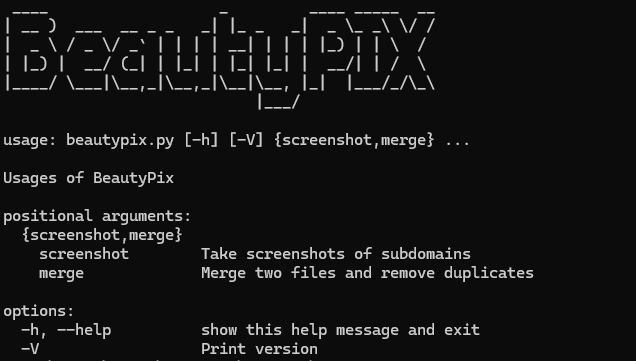 BeautyPIX
usage: beautypix.py [-h] [-V] {screenshot,merge} ...
Usages of BeautyPix
positional arguments:
{screenshot,merge}
screenshot Take screenshots of subdomains
merge Merge two files and remove duplicates
options:
-h, --help show this help message and exit
-V Print version